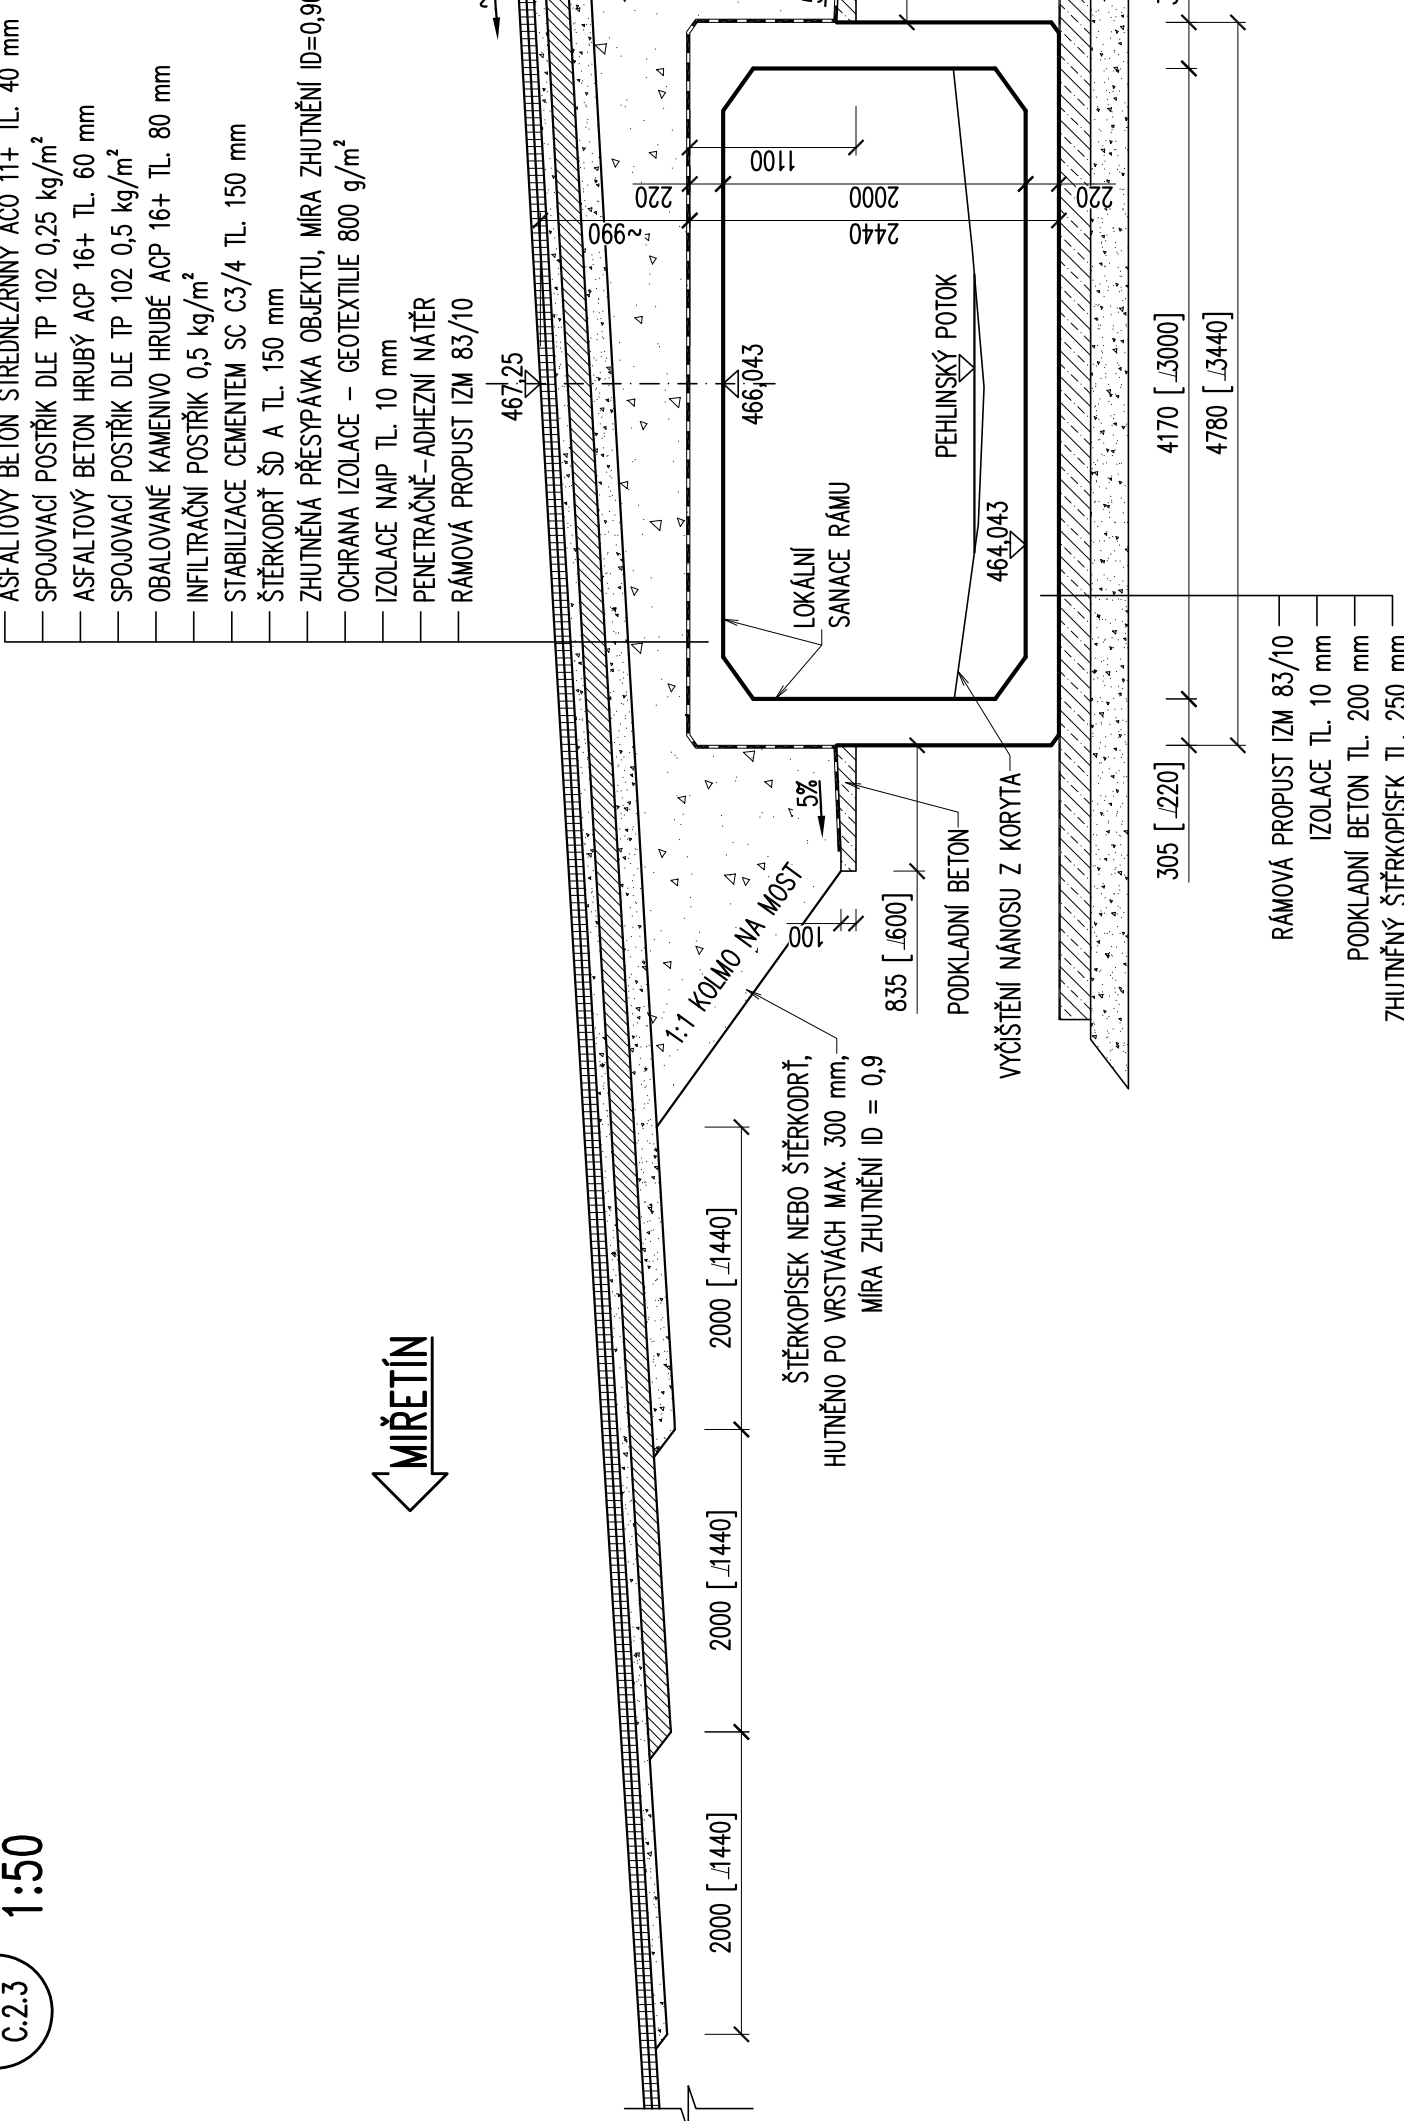 C.2.3
1:50
ASFALTOVÝ BETON STŘEDNĚZRNNÝ ACO 11+ TL. 40 mm
SPOJOVACÍ POSTŘIK DLE TP 102 0,25 kg/m²
ASFALTOVÝ BETON HRUBÝ ACP 16+ TL. 60 mm
SPOJOVACÍ POSTŘIK DLE TP 102 0,5 kg/m²
OBALOVANÉ KAMENIVO HRUBÉ ACP 16+ TL. 80 mm
INFILTRAČNÍ POSTŘIK 0,5 kg/m²
STABILIZACE CEMENTEM SC C3/4 TL. 150 mm
ŠTĚRKODRŤ ŠD A TL. 150 mm
ZHUTNĚNÁ PŘESYPÁVKA OBJEKTU, MÍRA ZHUTNĚNÍ ID=0,90
OCHRANA IZOLACE - GEOTEXTILIE 800 g/m²
IZOLACE NAIP TL. 10 mm
PENETRAČNĚ-ADHEZNÍ NÁTĚR
RÁMOVÁ PROPUST IZM 83/10
MIŘETÍN
467,25
~990
220
1100
2000
2440
220
466,043
PEHLINSKÝ POTOK
464,043
LOKÁLNÍ
SANACE RÁMU
5%
1:1 KOLMO NA MOST
100
835 [⦟600]
PODKLADNÍ BETON
VYČIŠTĚNÍ NÁNOSU Z KORYTA
ŠTĚRKOPÍSEK NEBO ŠTĚRKODRŤ,
HUTNĚNO PO VRSTVÁCH MAX. 300 mm,
MÍRA ZHUTNĚNÍ ID = 0,9
2000 [⦟1440]
2000 [⦟1440]
2000 [⦟1440]
305 [⦟220]
4170 [⦟3000]
4780 [⦟3440]
RÁMOVÁ PROPUST IZM 83/10
IZOLACE TL. 10 mm
PODKLADNÍ BETON TL. 200 mm
ZHUTNĚNÝ ŠTĚRKOPÍSEK TL. 250 mm